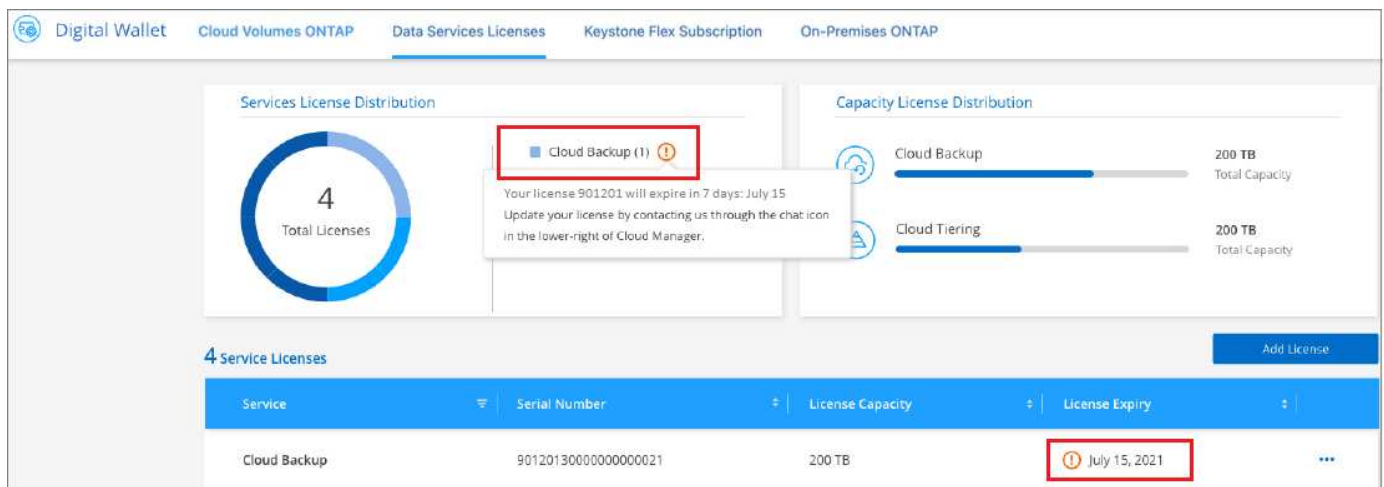 Digital Wallet
Cloud Volumes ONTAP
Data Services Licenses
Keystone Flex Subscription
On-Premises ONTAP
Services License Distribution
4
Total Licenses
Cloud Backup (1)
Your license 901201 will expire in 7 days: July 15
Update your license by contacting us through the chat icon
in the lower-right of Cloud Manager.
Capacity License Distribution
Cloud Backup
200 TB
Total Capacity
Cloud Tiering
200 TB
Total Capacity
4 Service Licenses
Add License
Service
Serial Number
License Capacity
License Expiry
Cloud Backup
90120130000000000021
200 TB
July 15, 2021